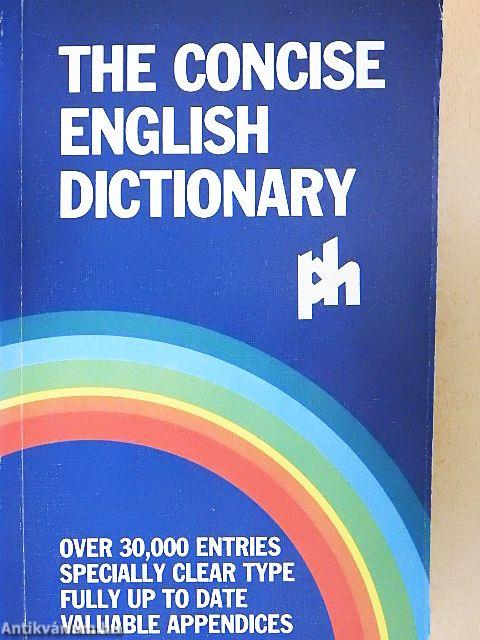 THE CONCISE
ENGLISH
DICTIONARY
ph
OVER 30,000 ENTRIES
SPECIALLY CLEAR TYPE
FULLY UP TO DATE
VALUABLE APPENDICES